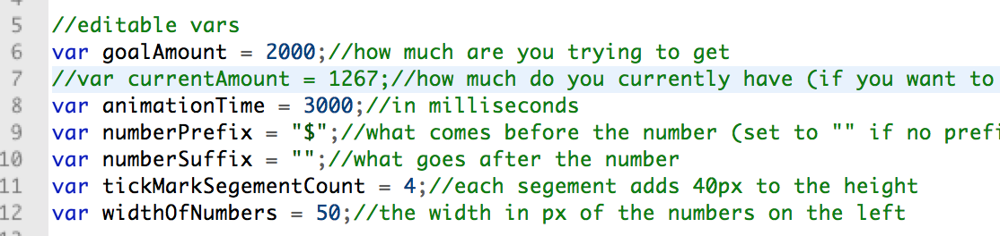 5 //editable vars
6 var goalAmount = 2000;//how much are you trying to get
7 //var currentAmount = 1267;//how much do you currently have (if you want to
8 var animationTime = 3000;//in milliseconds
9 var numberPrefix = "$";//what comes before the number (set to "" if no prefi
10 var numberSuffix = "";//what goes after the number
11 var tickMarkSegementCount = 4;//each segement adds 40px to the height
12 var widthOfNumbers = 50;//the width in px of the numbers on the left